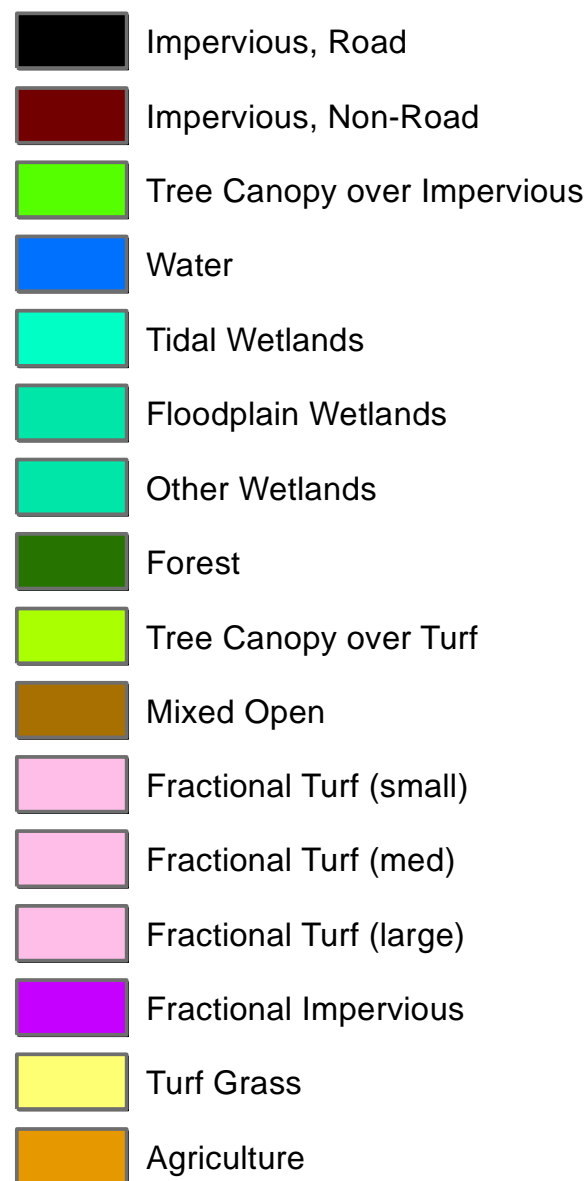 Impervious, Road
Impervious, Non-Road
Tree Canopy over Impervious
Water
Tidal Wetlands
Floodplain Wetlands
Other Wetlands
Forest
Tree Canopy over Turf
Mixed Open
Fractional Turf (small)
Fractional Turf (med)
Fractional Turf (large)
Fractional Impervious
Turf Grass
Agriculture